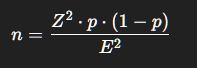 n = Z² · p · (1 − p) / E²